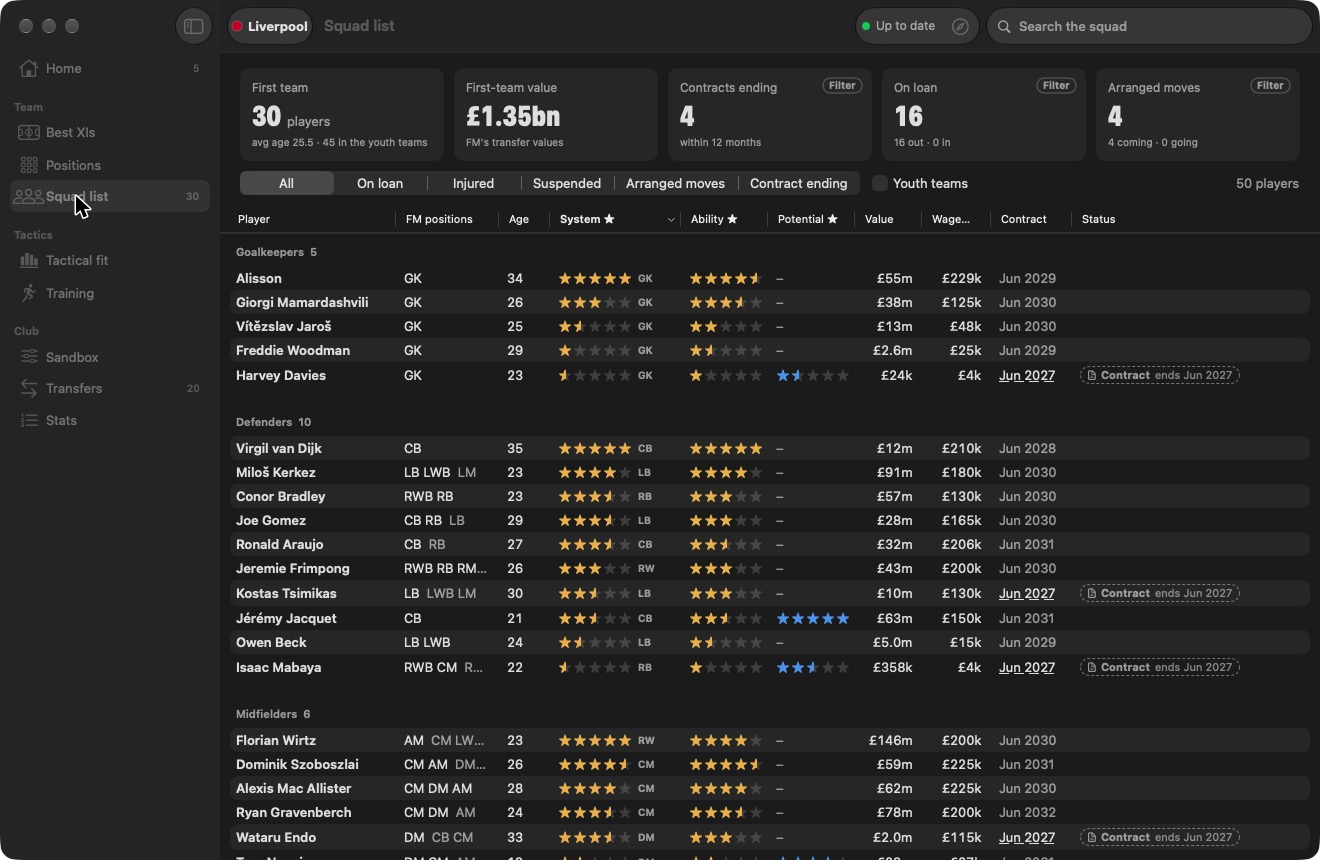 Liverpool Squad list Up to date Search the squad
Home 5
Team
Best XIs
Positions
Squad list 30
Tactics
Tactical fit
Training
Club
Sandbox
Transfers 20
Stats
First team
30 players
avg age 25.5 · 45 in the youth teams
First-team value
£1.35bn
FM's transfer values
Contracts ending Filter
4
within 12 months
On loan Filter
16
16 out · 0 in
Arranged moves Filter
4
4 coming · 0 going
All On loan Injured Suspended Arranged moves Contract ending Youth teams 50 players
Player FM positions Age System ★ Ability ★ Potential ★ Value Wage... Contract Status
Goalkeepers 5
Alisson GK 34 GK – £55m £229k Jun 2029
Giorgi Mamardashvili GK 26 GK – £38m £125k Jun 2030
Vítězslav Jaroš GK 25 GK – £13m £48k Jun 2030
Freddie Woodman GK 29 GK – £2.6m £25k Jun 2029
Harvey Davies GK 23 GK £24k £4k Jun 2027 Contract ends Jun 2027
Defenders 10
Virgil van Dijk CB 35 CB – £12m £210k Jun 2028
Miloš Kerkez LB LWB LM 23 LB – £91m £180k Jun 2030
Conor Bradley RWB RB 23 RB – £57m £130k Jun 2030
Joe Gomez CB RB LB 29 LB – £28m £165k Jun 2030
Ronald Araujo CB RB 27 CB – £32m £206k Jun 2031
Jeremie Frimpong RWB RB RM... 26 RW – £43m £200k Jun 2030
Kostas Tsimikas LB LWB LM 30 LB – £10m £130k Jun 2027 Contract ends Jun 2027
Jérémy Jacquet CB 21 CB £63m £150k Jun 2031
Owen Beck LB LWB 24 LB – £5.0m £15k Jun 2029
Isaac Mabaya RWB CM R... 22 RB £358k £4k Jun 2027 Contract ends Jun 2027
Midfielders 6
Florian Wirtz AM CM LW... 23 RW – £146m £200k Jun 2030
Dominik Szoboszlai CM AM DM... 26 CM – £59m £225k Jun 2031
Alexis Mac Allister CM DM AM 28 CM – £62m £225k Jun 2030
Ryan Gravenberch CM DM AM 24 CM – £78m £200k Jun 2032
Wataru Endo DM CB CM 33 DM – £2.0m £115k Jun 2027 Contract ends Jun 2027